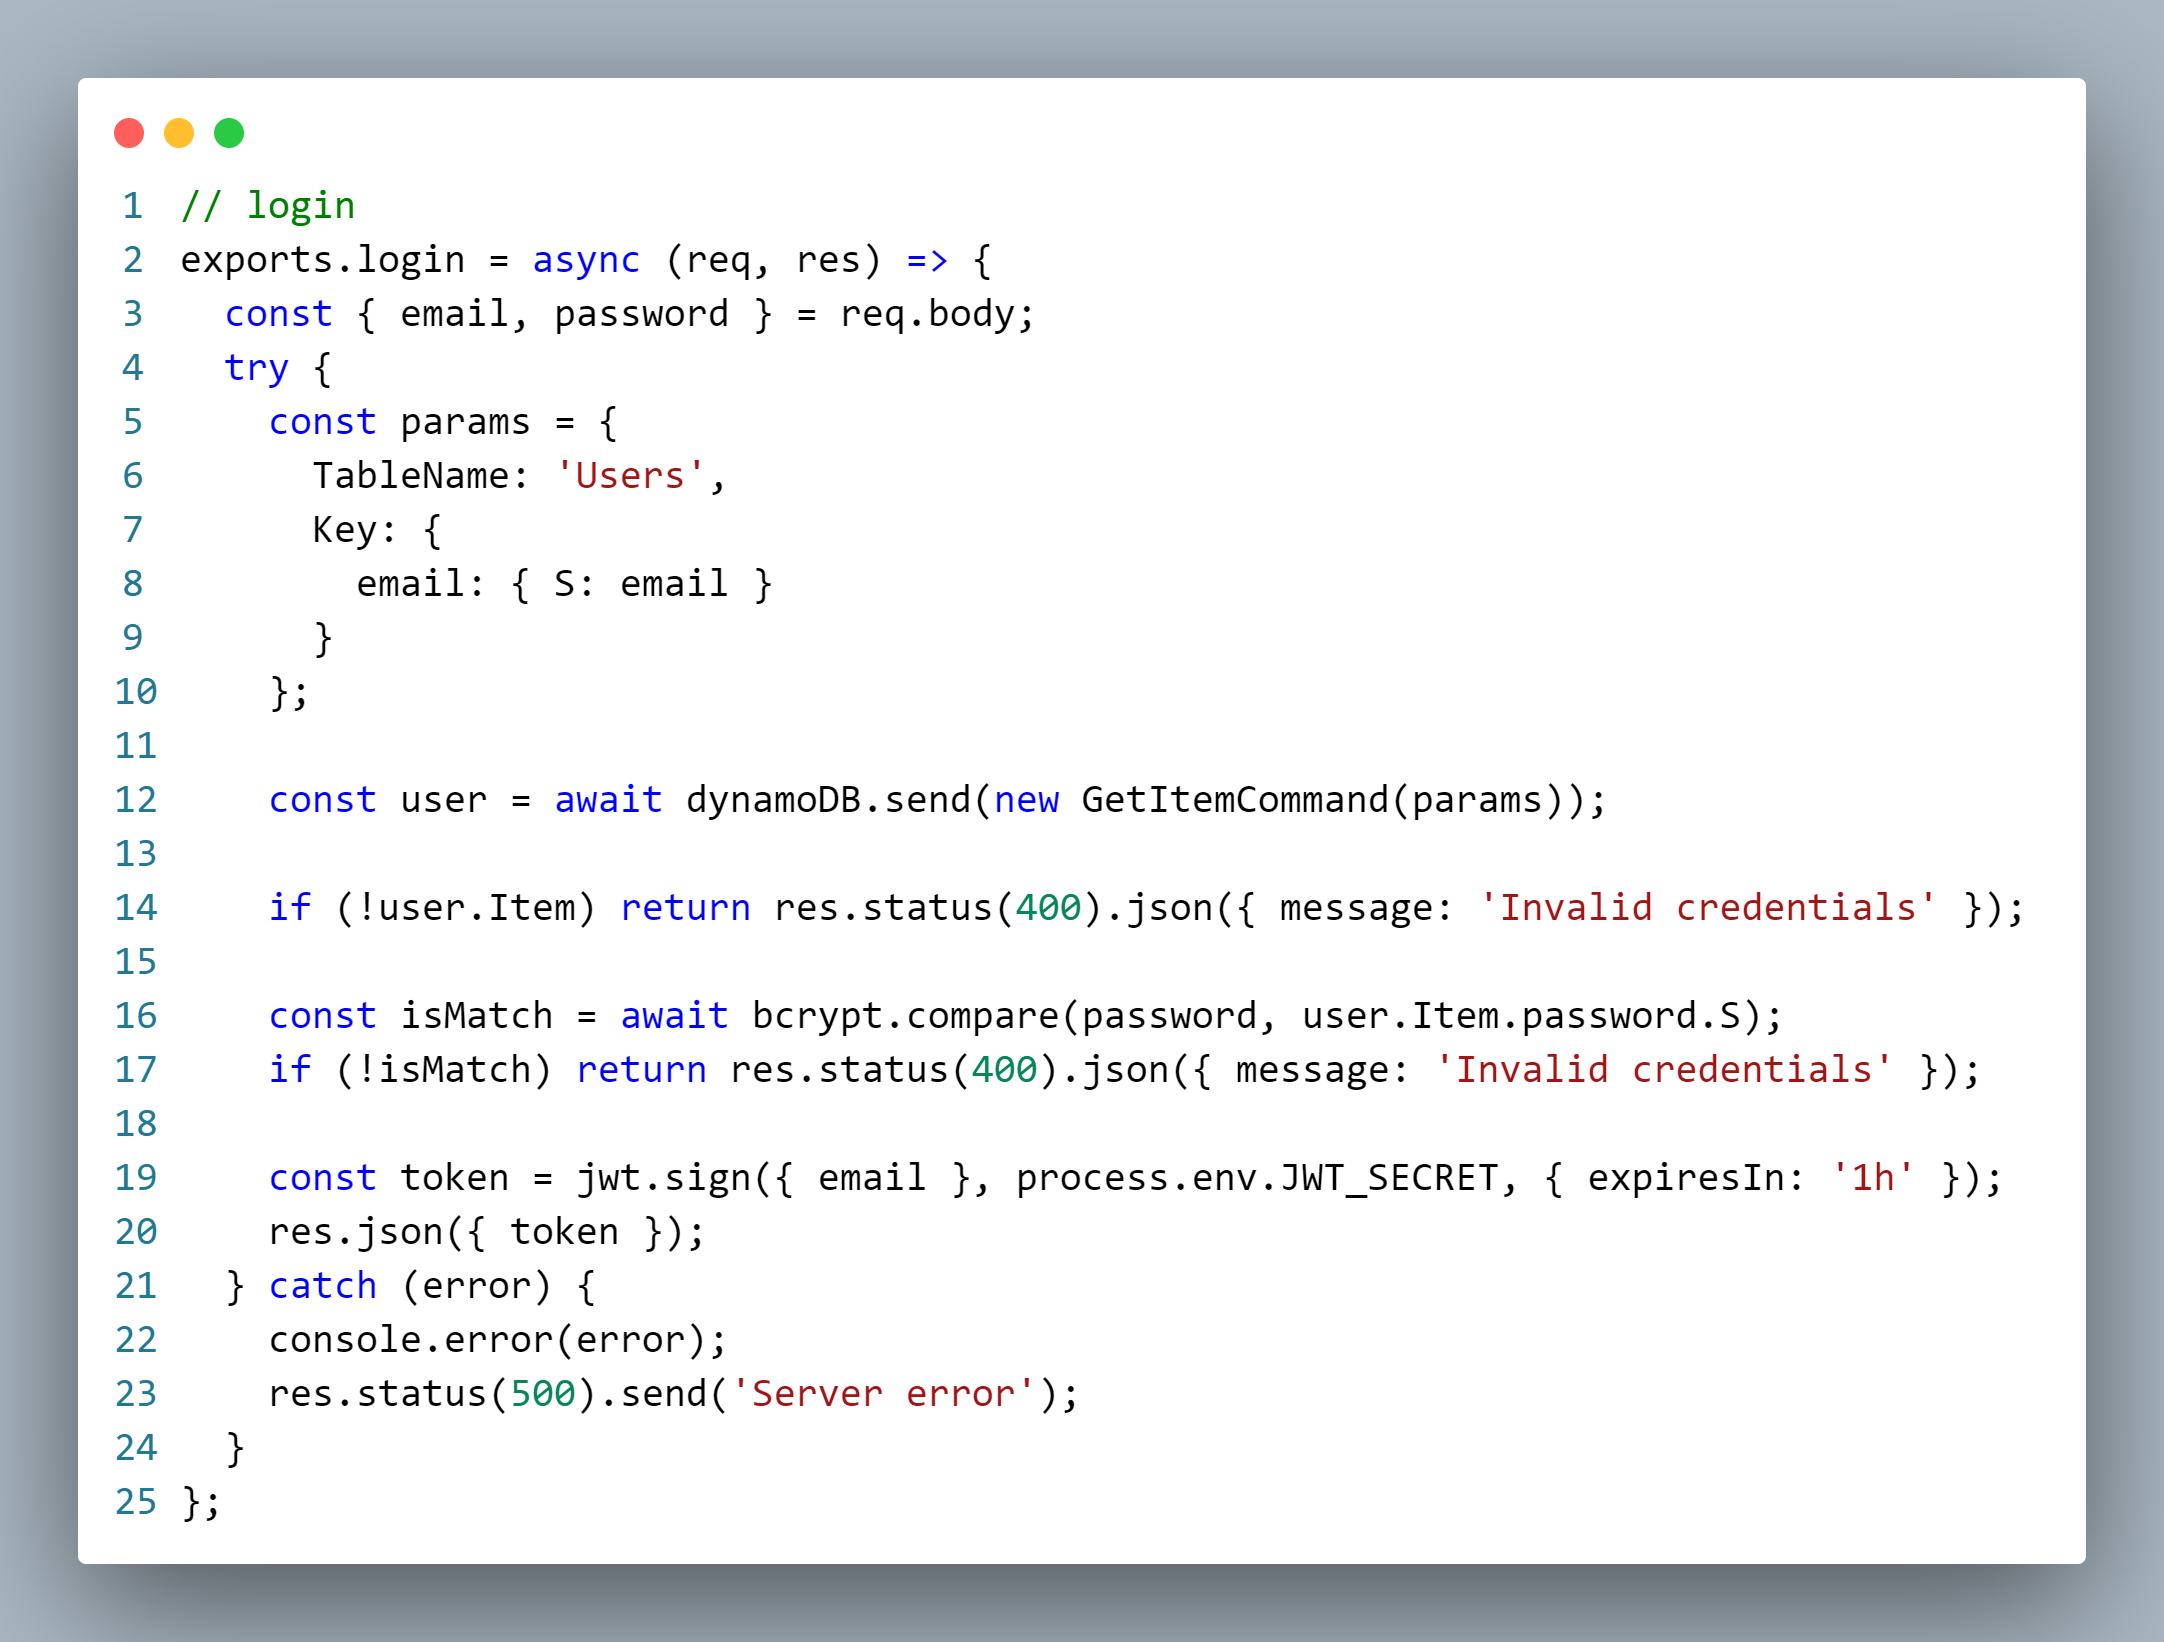 1 // login
2 exports.login = async (req, res) => {
3   const { email, password } = req.body;
4   try {
5     const params = {
6       TableName: 'Users',
7       Key: {
8         email: { S: email }
9       }
10     };
11
12     const user = await dynamoDB.send(new GetItemCommand(params));
13
14     if (!user.Item) return res.status(400).json({ message: 'Invalid credentials' });
15
16     const isMatch = await bcrypt.compare(password, user.Item.password.S);
17     if (!isMatch) return res.status(400).json({ message: 'Invalid credentials' });
18
19     const token = jwt.sign({ email }, process.env.JWT_SECRET, { expiresIn: '1h' });
20     res.json({ token });
21   } catch (error) {
22     console.error(error);
23     res.status(500).send('Server error');
24   }
25 };